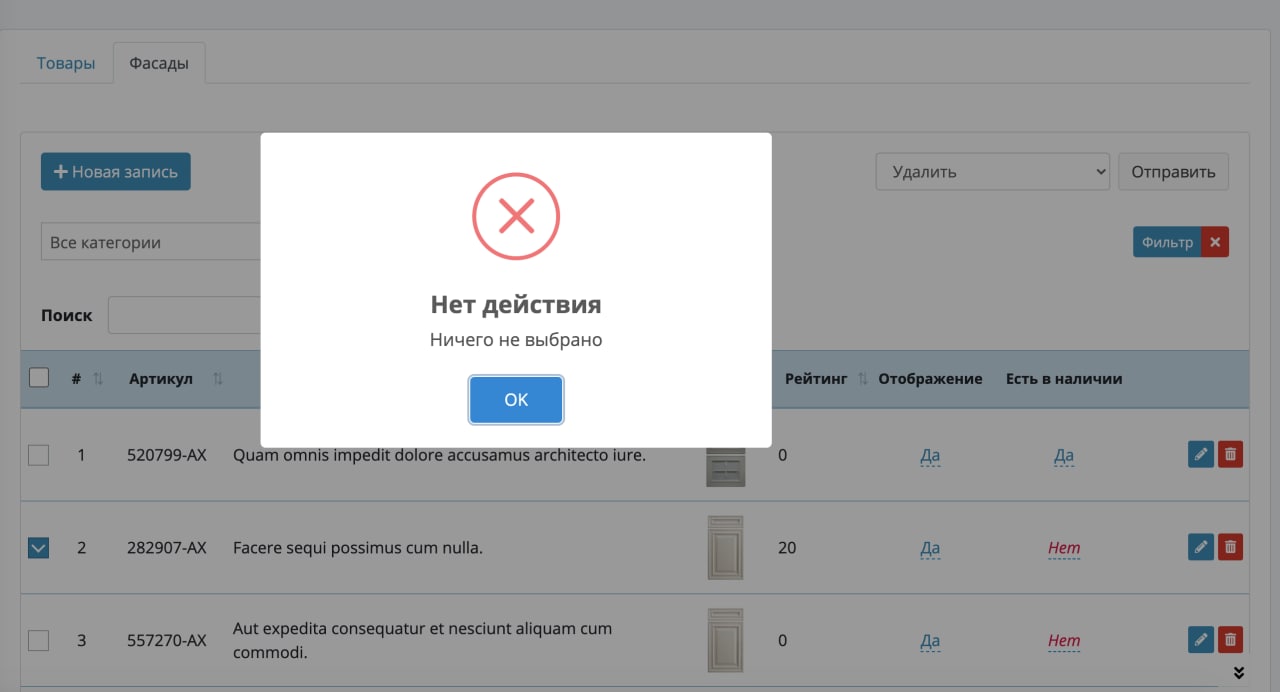 Товары Фасады
Новая запись
Удалить
Отправить
Все категории
Фильтр
Поиск
Нет действия
Ничего не выбрано
OK
# Артикул Рейтинг Отображение Есть в наличии
1 520799-AX Quam omnis impedit dolore accusamus architecto iure. 0 Да Да
2 282907-AX Facere sequi possimus cum nulla. 20 Да Нет
3 557270-AX Aut expedita consequatur et nesciunt aliquam cum
commodi. 0 Да Нет